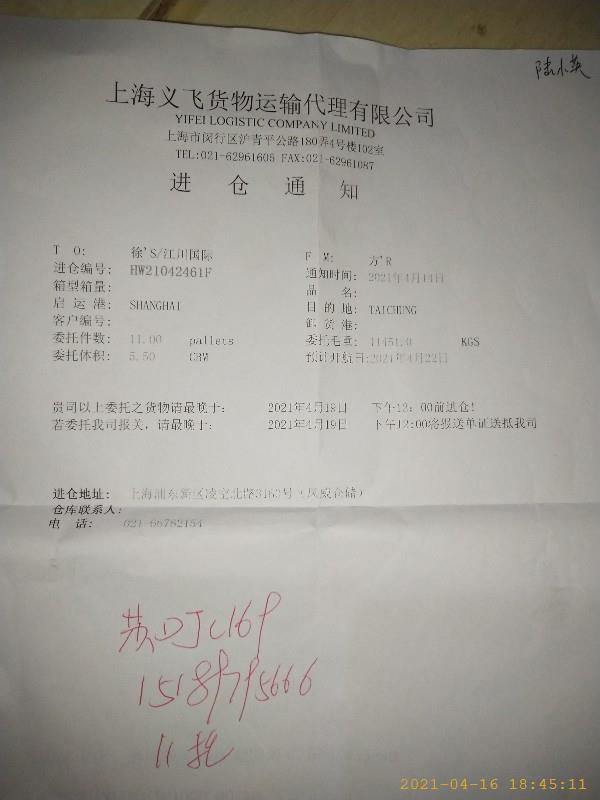 上海义飞货物运输代理有限公司
YIFEI LOGISTIC COMPANY LIMITED
上海市闵行区沪青平公路180弄4号楼102室
TEL:021-62961605 FAX:021-62961087
进 仓 通 知
T O: 徐'S/江川国际 F M: 方'R
进仓编号: HW21042461F 通知时间: 2021年4月14日
箱型箱量: 品 名:
启 运 港: SHANGHAI 目 的 地: TAICHUNG
客户编号: 卸 货 港:
委托件数: 11.00 pallets 委托毛重: 11451.0 KGS
委托体积: 5.50 CBM 预计开航日:2021年4月22日
贵司以上委托之货物请最晚于: 2021年4月19日 下午12:00前进仓!
若委托我司报关,请最晚于: 2021年4月19日 下午12:00将报送单证送抵我司
进仓地址: 上海浦东新区凌空北路3160号(风威仓储)
仓库联系人:
电 话: 021-66782154
11托
2021-04-16 18:45:11